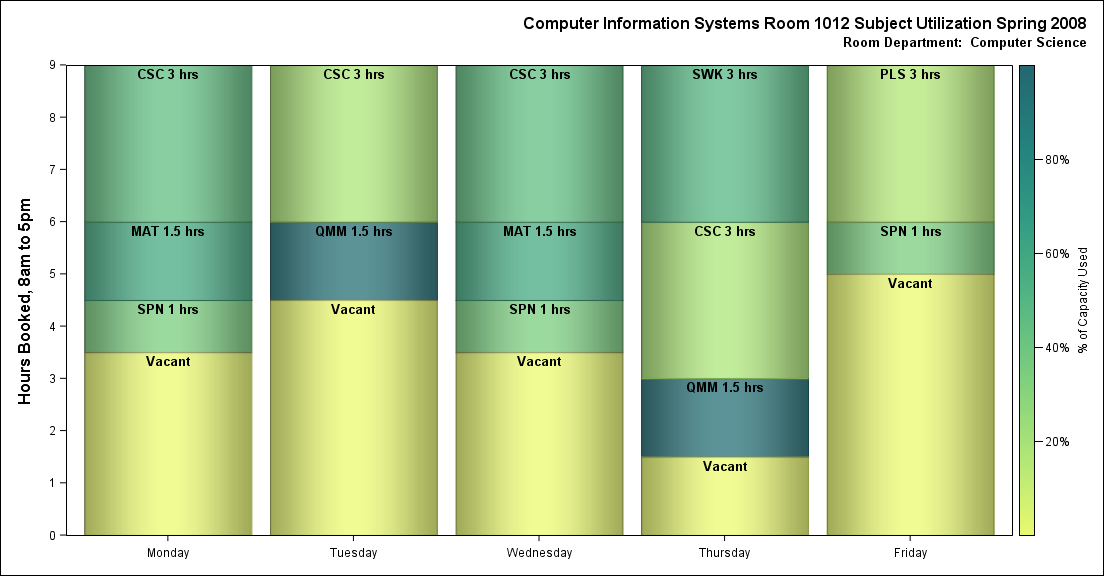 Computer Information Systems Room 1012 Subject Utilization Spring 2008
Room Department: Computer Science
Hours Booked, 8am to 5pm
9
8
7
6
5
4
3
2
1
0
CSC 3 hrs
MAT 1.5 hrs
SPN 1 hrs
Vacant
CSC 3 hrs
QMM 1.5 hrs
Vacant
CSC 3 hrs
MAT 1.5 hrs
SPN 1 hrs
Vacant
SWK 3 hrs
CSC 3 hrs
QMM 1.5 hrs
Vacant
PLS 3 hrs
SPN 1 hrs
Vacant
Monday
Tuesday
Wednesday
Thursday
Friday
80%
60%
40%
20%
% of Capacity Used